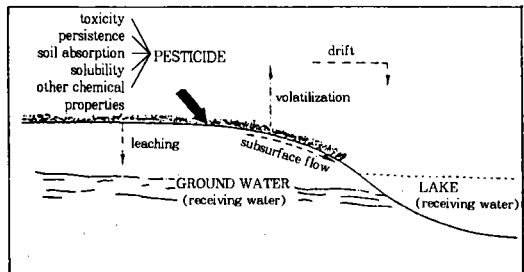 toxicity
persistence
soil absorption
solubility
other chemical
properties
PESTICIDE
drift
volatilization
leaching
subsurface flow
GROUND WATER
(receiving water)
LAKE
(receiving water)